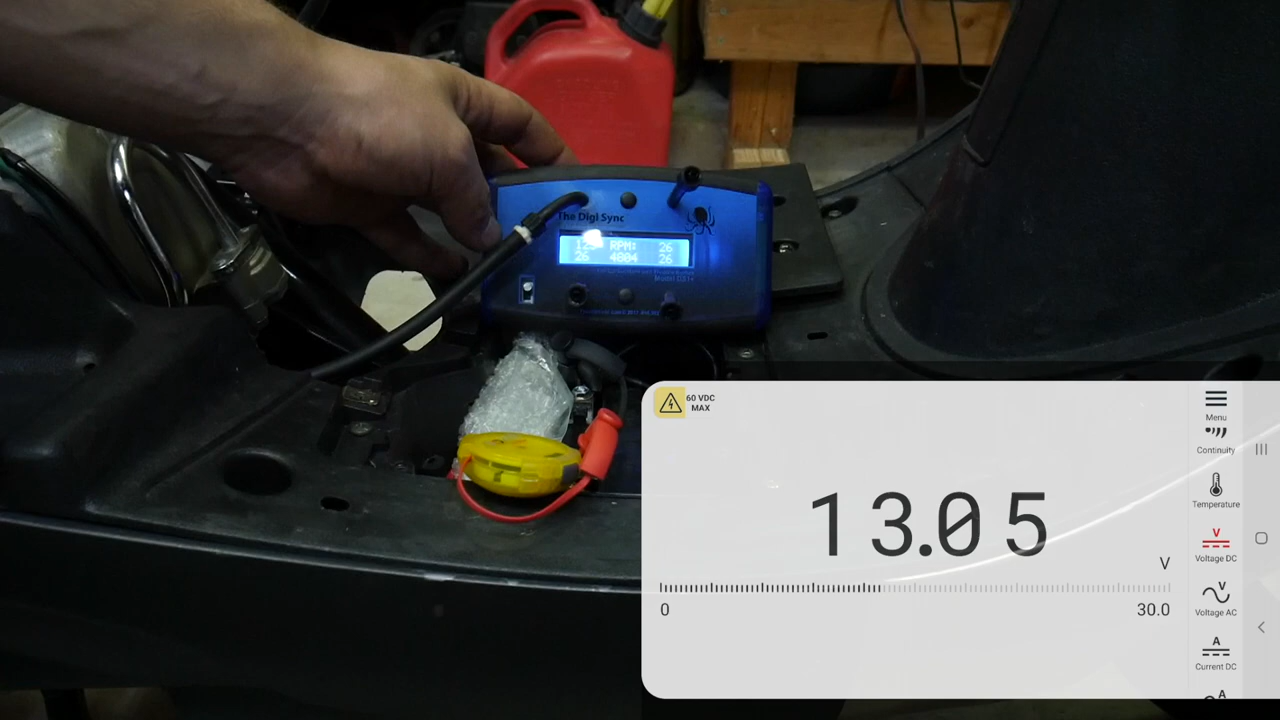 The Digi Sync
RPM:
26
26 4804 26
60 VDC
MAX
13.05
V
0
30.0
Menu
Continuity
Temperature
V
Voltage DC
V
Voltage AC
A
Current DC
A